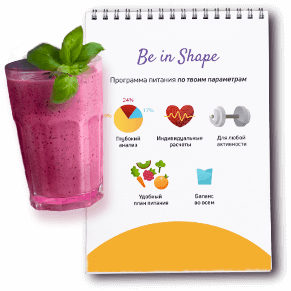 Be in Shape
Программа питания по твоим параметрам
24%
17%
Глубокий
анализ
Индивидуальные
расчеты
Для любой
активности
Удобный
план питания
Баланс
во всем